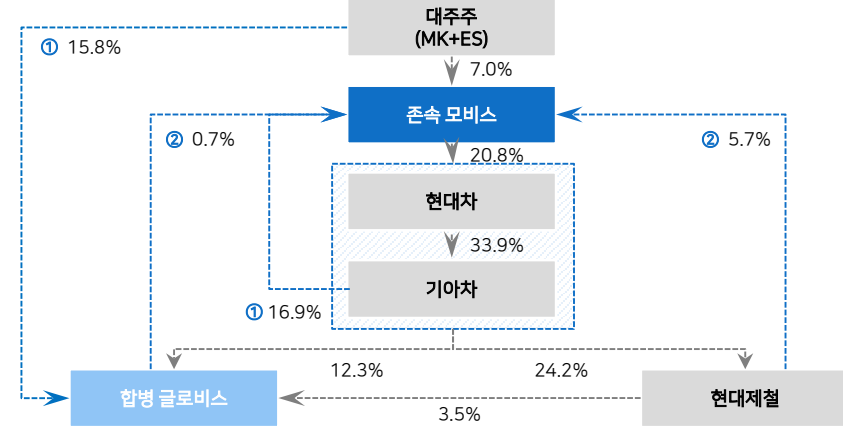 대주주
(MK+ES)
① 15.8%
7.0%
존속 모비스
② 0.7%
② 5.7%
20.8%
현대차
33.9%
기아차
① 16.9%
12.3%
24.2%
합병 글로비스
현대제철
3.5%